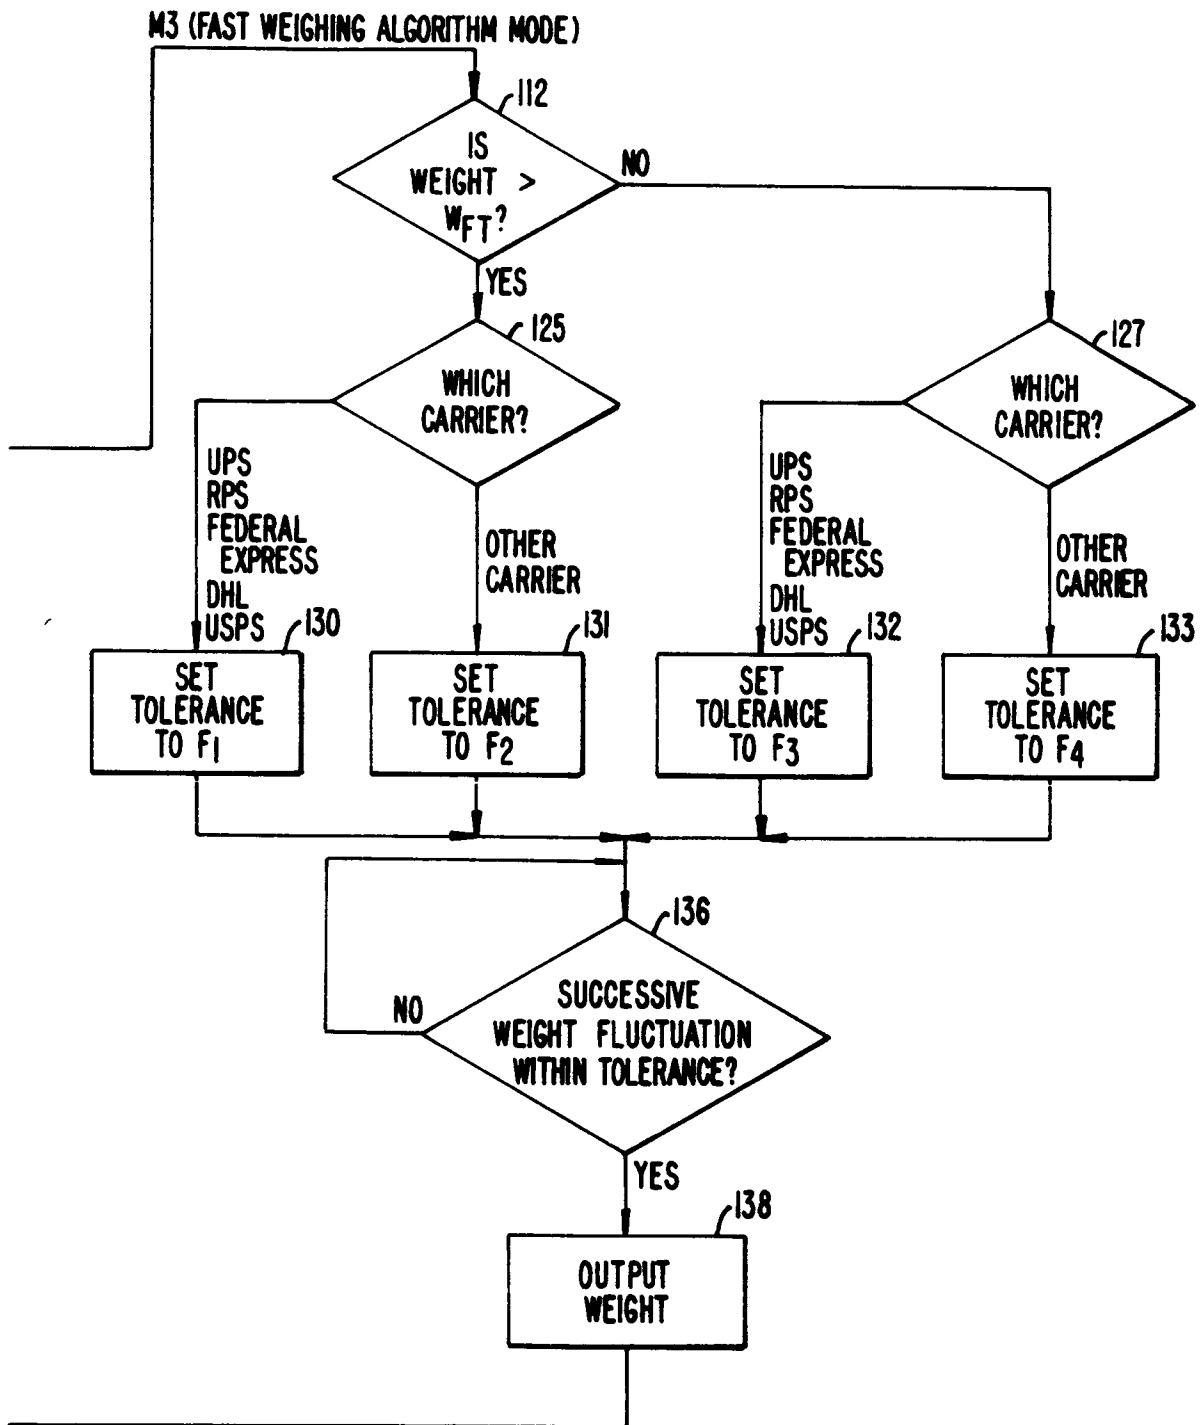 M3 (FAST WEIGHING ALGORITHM MODE)
112
IS
WEIGHT >
WFT?
NO
YES
125
WHICH
CARRIER?
127
WHICH
CARRIER?
UPS
RPS
FEDERAL
EXPRESS
DHL
USPS
OTHER
CARRIER
UPS
RPS
FEDERAL
EXPRESS
DHL
USPS
OTHER
CARRIER
130
SET
TOLERANCE
TO F1
131
SET
TOLERANCE
TO F2
132
SET
TOLERANCE
TO F3
133
SET
TOLERANCE
TO F4
136
SUCCESSIVE
WEIGHT FLUCTUATION
WITHIN TOLERANCE?
NO
YES
138
OUTPUT
WEIGHT